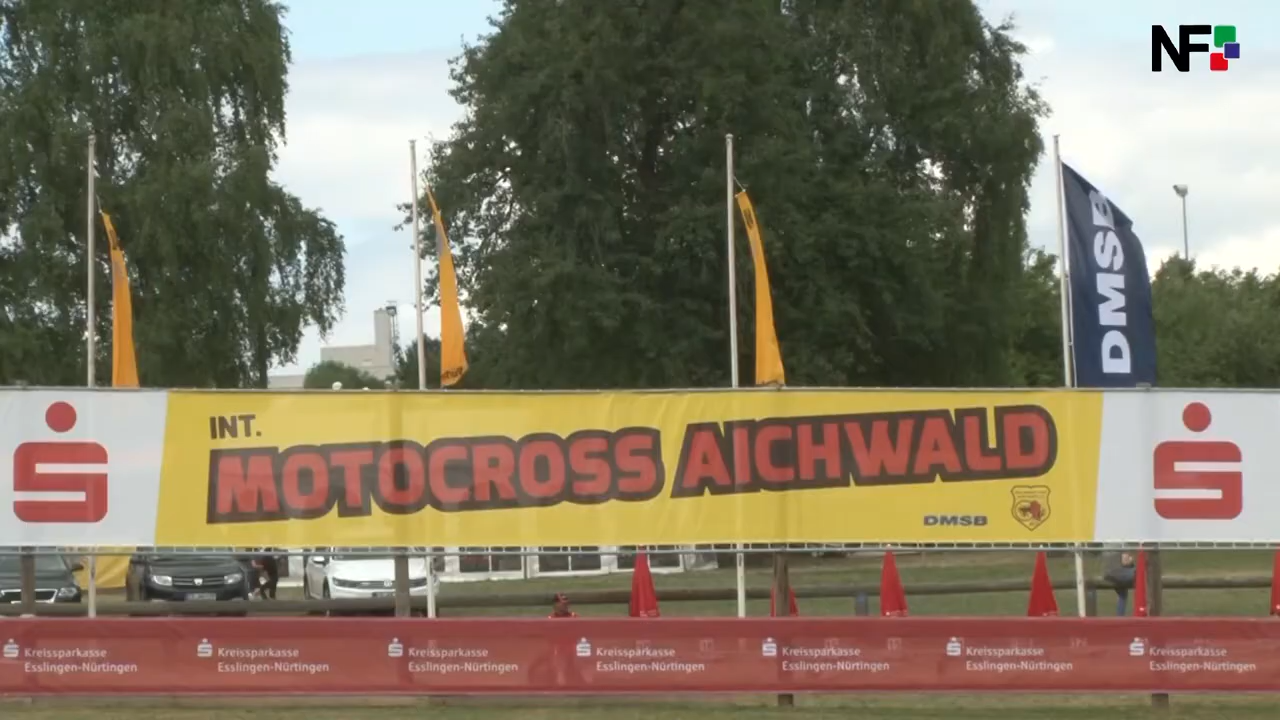 NF
DMSB
INT.
MOTOCROSS AICHWALD
DMSB
Kreissparkasse
Esslingen-Nürtingen
Kreissparkasse
Esslingen-Nürtingen
Kreissparkasse
Esslingen-Nürtingen
Kreissparkasse
Esslingen-Nürtingen
Kreissparkasse
Esslingen-Nürtingen
Kreissparkasse
Esslingen-Nürtingen
Kreissparkasse
Esslingen-Nürtingen